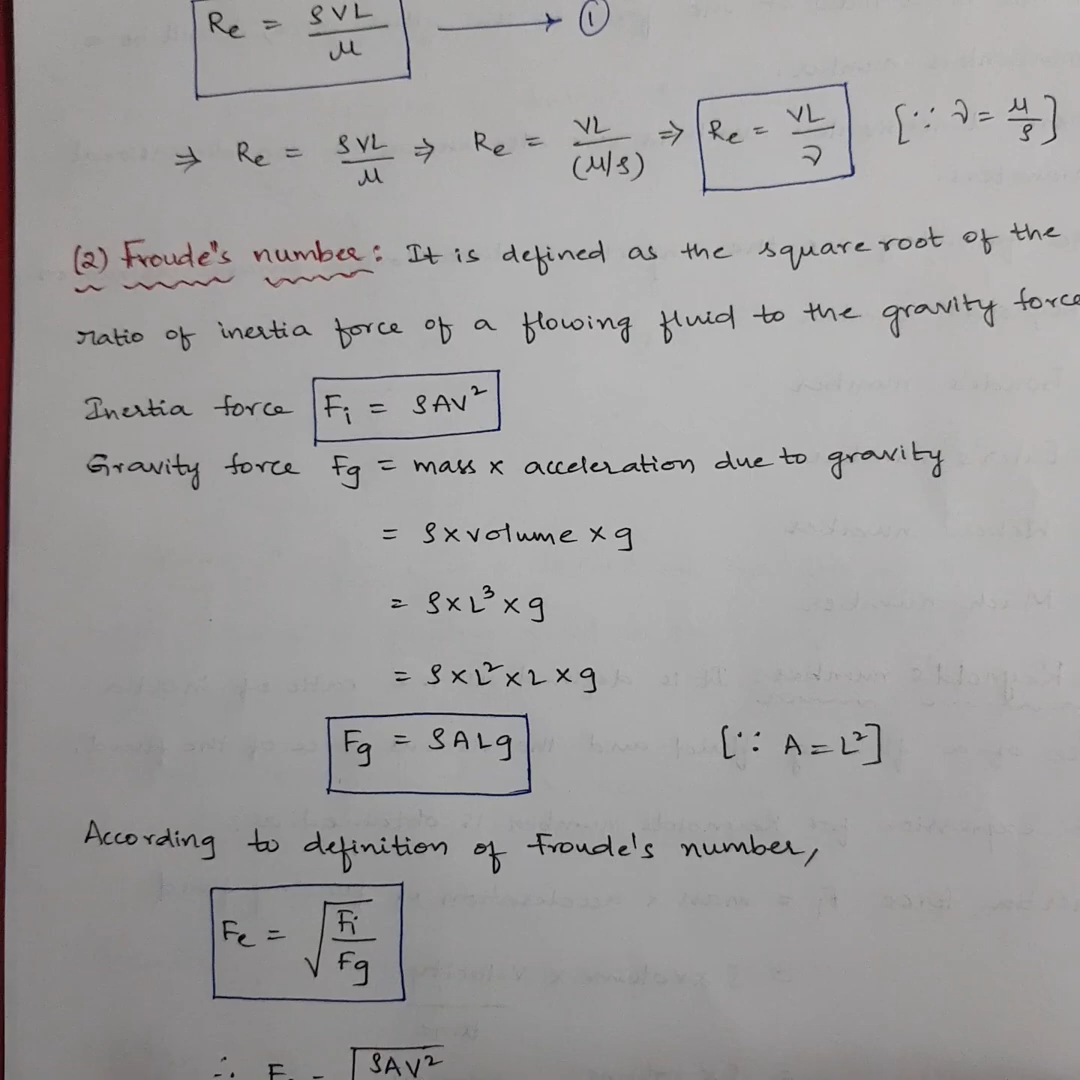 Re = ρVL/μ → ①
⇒ Re = ρVL/μ ⇒ Re = VL/(μ/ρ) ⇒ Re = VL/ν [∵ ν = μ/ρ]
(2) Froude's number: It is defined as the square root of the
ratio of inertia force of a flowing fluid to the gravity force
Inertia force Fi = ρAV²
Gravity force Fg = mass x acceleration due to gravity
= ρ x volume x g
= ρ x L³ x g
= ρ x L² x L x g
Fg = ρALg [∵ A = L²]
According to definition of Froude's number,
Fe = √(Fi/Fg)
∴ Fe = √ρAV²